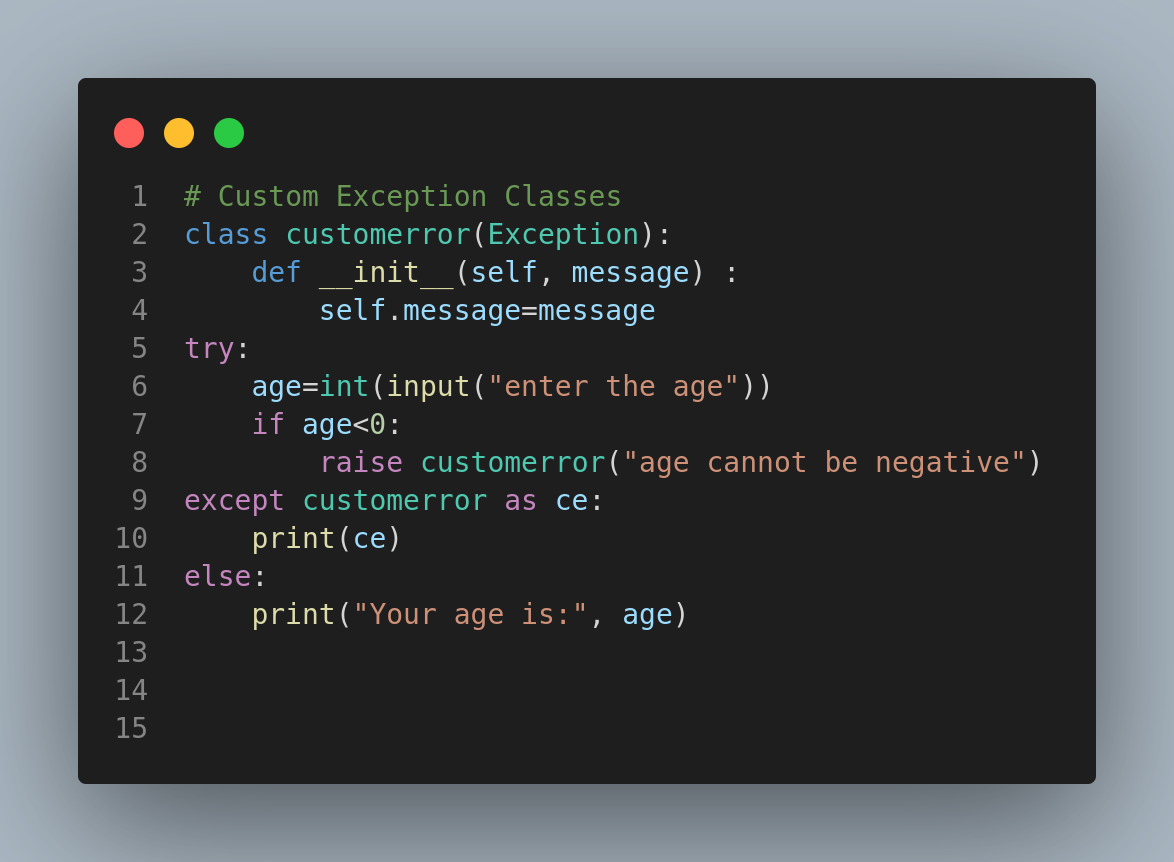 1 # Custom Exception Classes
2 class customerror(Exception):
3     def __init__(self, message) :
4         self.message=message
5 try:
6     age=int(input("enter the age"))
7     if age<0:
8         raise customerror("age cannot be negative")
9 except customerror as ce:
10     print(ce)
11 else:
12     print("Your age is:", age)
13
14
15